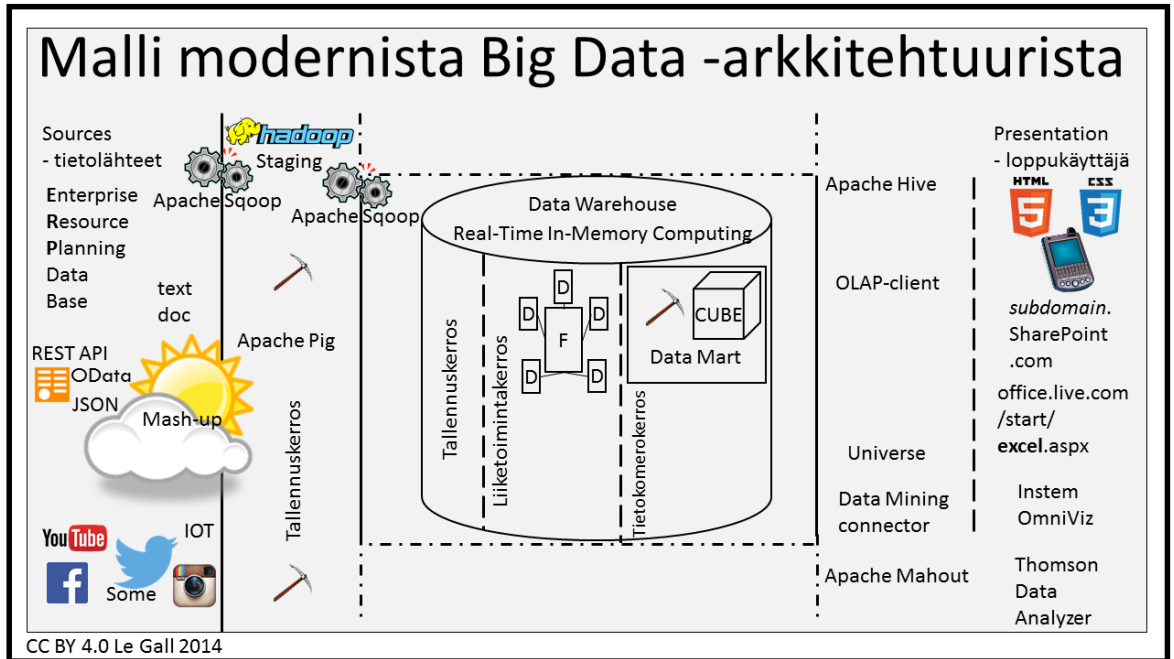 Malli modernista Big Data -arkkitehtuurista
Sources
- tietolähteet
Enterprise
Resource
Planning
Data
Base
text
doc
REST API
OData
JSON
Mash-up
YouTube
IOT
f
Some
hadoop
Staging
Apache Sqoop
Apache Sqoop
Apache Pig
Tallennuskerros
Data Warehouse
Real-Time In-Memory Computing
Tallennuskerros
Liiketoimintakerros
D
D
D
F
D
D
CUBE
Data Mart
Tietokomerokerros
Apache Hive
OLAP-client
Universe
Data Mining
connector
Apache Mahout
Presentation
- loppukäyttäjä
HTML
5
CSS
3
subdomain.
SharePoint
.com
office.live.com
/start/
excel.aspx
Instem
OmniViz
Thomson
Data
Analyzer
CC BY 4.0 Le Gall 2014